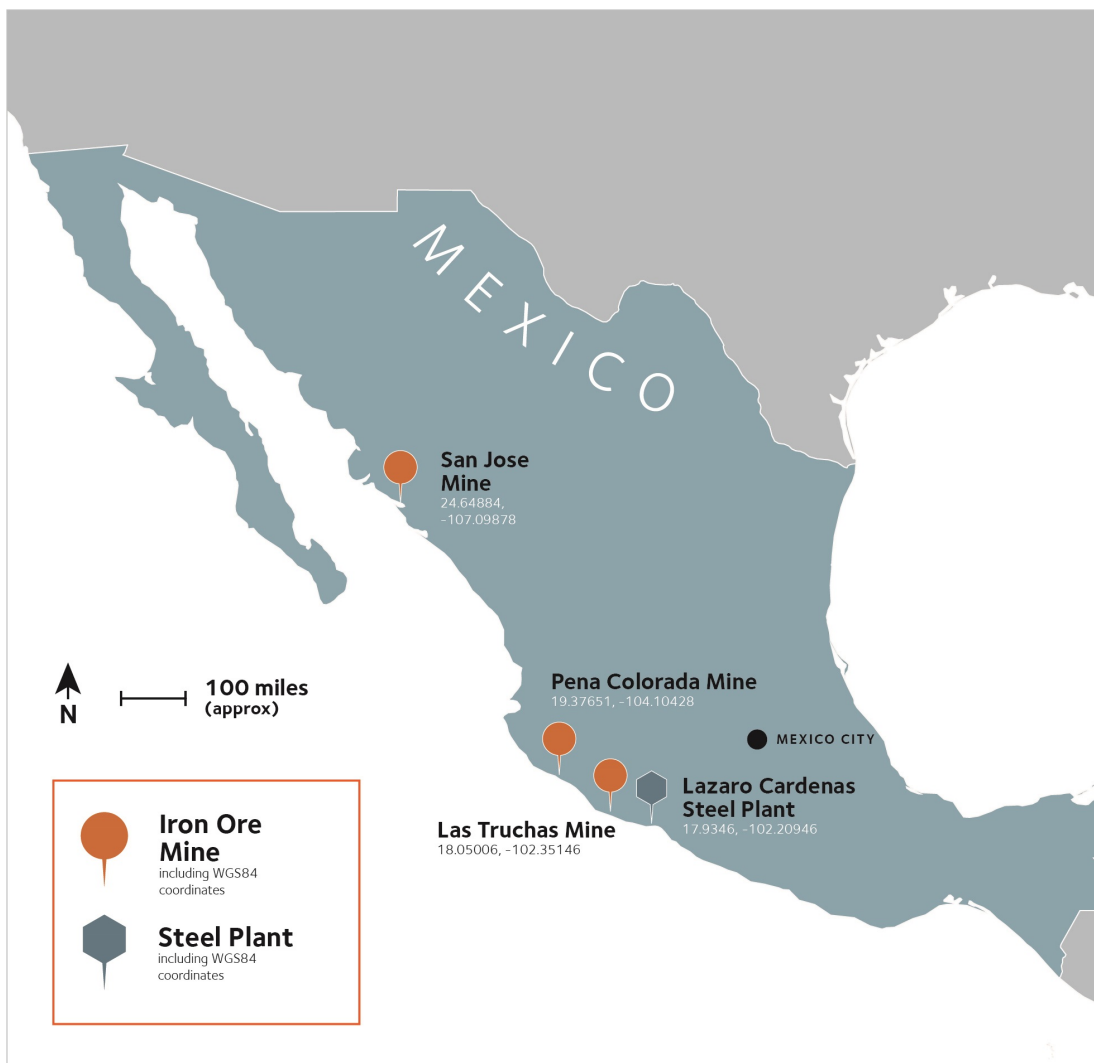 MEXICO
San Jose
Mine
24.64884,
-107.09878
Pena Colorada Mine
19.37651, -104.10428
MEXICO CITY
Lazaro Cardenas
Steel Plant
17.9346, -102.20946
Las Truchas Mine
18.05006, -102.35146
N
100 miles
(approx)
Iron Ore
Mine
including WGS84
coordinates
Steel Plant
including WGS84
coordinates